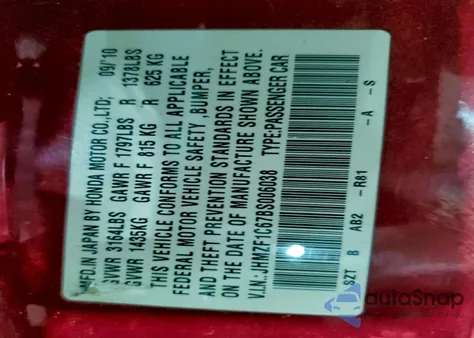 MFD.IN JAPAN BY HONDA MOTOR CO.,LTD; 09/'10
GVWR 3164LBS GAWR F 1797LBS R 1378LBS
GVWR 1435KG GAWR F 815 KG R 625 KG
THIS VEHICLE CONFORMS TO ALL APPLICABLE
FEDERAL MOTOR VEHICLE SAFETY ,BUMPER,
AND THEFT PREVENTION STANDARDS IN EFFECT
ON THE DATE OF MANUFACTURE SHOWN ABOVE.
V.I.N.:JHMZF1C67BS006038 TYPE:PASSENGER CAR
SZT B AB2 -R81 -A -S
autoSnap